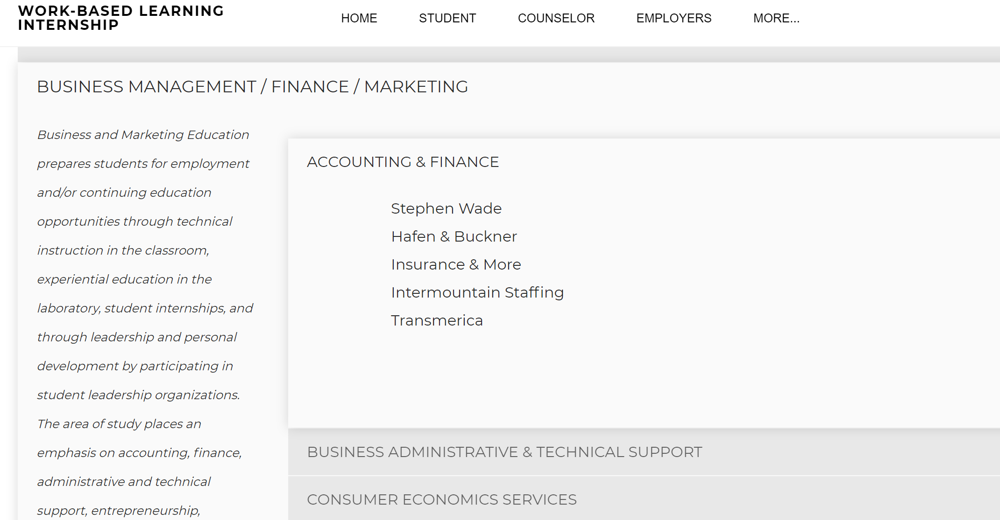 WORK-BASED LEARNING
INTERNSHIP
HOME STUDENT COUNSELOR EMPLOYERS MORE...
BUSINESS MANAGEMENT / FINANCE / MARKETING
Business and Marketing Education
prepares students for employment
and/or continuing education
opportunities through technical
instruction in the classroom,
experiential education in the
laboratory, student internships, and
through leadership and personal
development by participating in
student leadership organizations.
The area of study places an
emphasis on accounting, finance,
administrative and technical
support, entrepreneurship,
ACCOUNTING & FINANCE
Stephen Wade
Hafen & Buckner
Insurance & More
Intermountain Staffing
Transmerica
BUSINESS ADMINISTRATIVE & TECHNICAL SUPPORT
CONSUMER ECONOMICS SERVICES